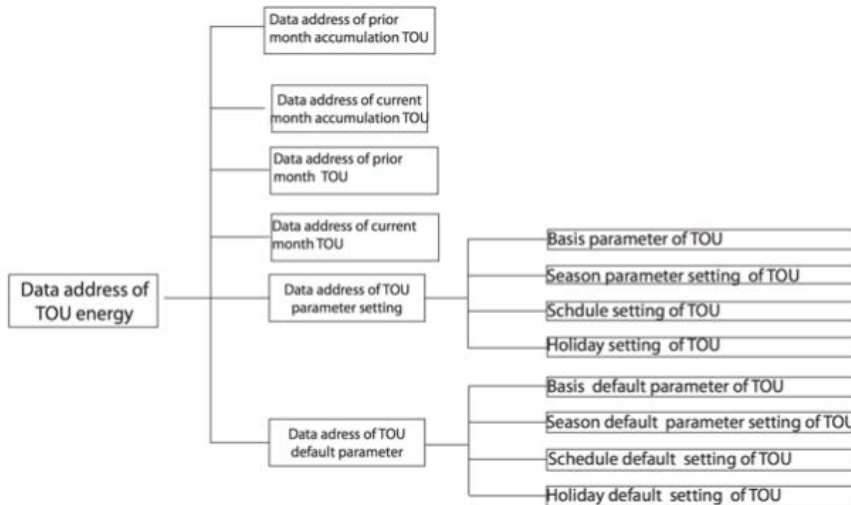 Data address of prior
month accumulation TOU
Data address of current
month accumulation TOU
Data address of prior
month TOU
Data address of current
month TOU
Data address of
TOU energy
Data address of TOU
parameter setting
Basis parameter of TOU
Season parameter setting of TOU
Schdule setting of TOU
Holiday setting of TOU
Data adress of TOU
default parameter
Basis default parameter of TOU
Season default parameter setting of TOU
Schedule default setting of TOU
Holiday default setting of TOU